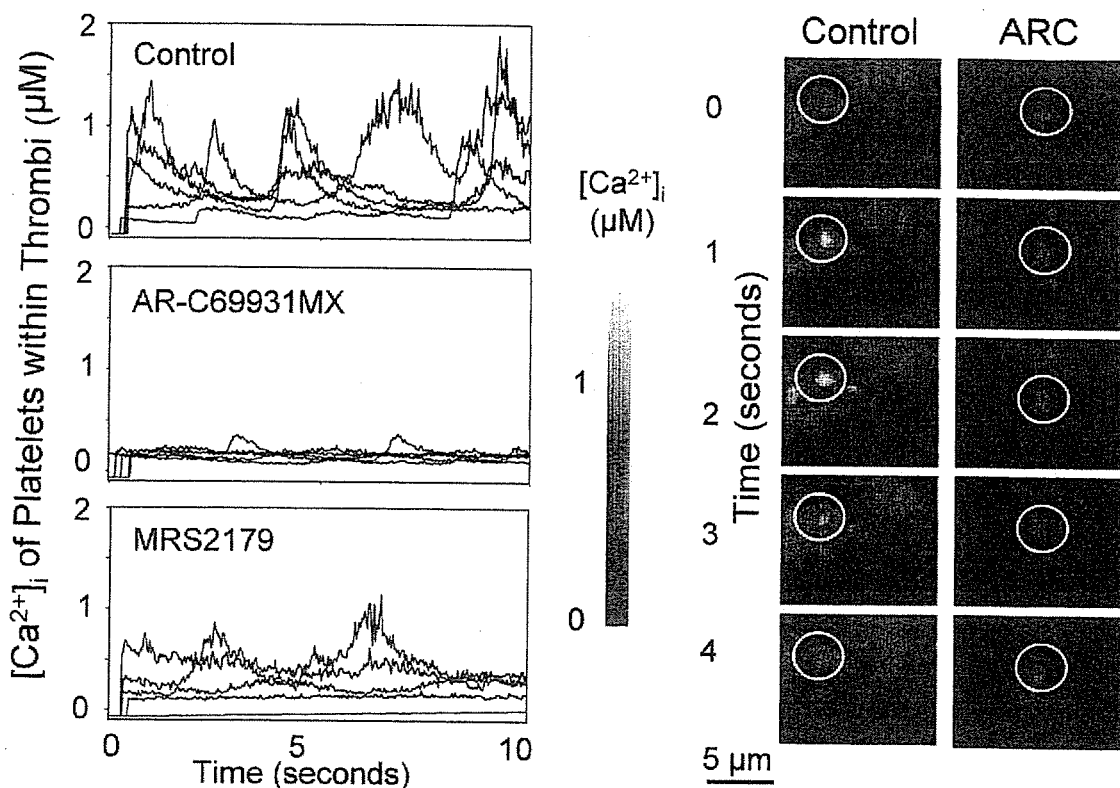 [Ca²⁺]ᵢ of Platelets within Thrombi (µM)
2
Control
1
0
2
AR-C69931MX
1
0
2
MRS2179
1
0
0
5
10
Time (seconds)
[Ca²⁺]ᵢ
(µM)
1
0
Control
ARC
Time (seconds)
0
1
2
3
4
5 µm